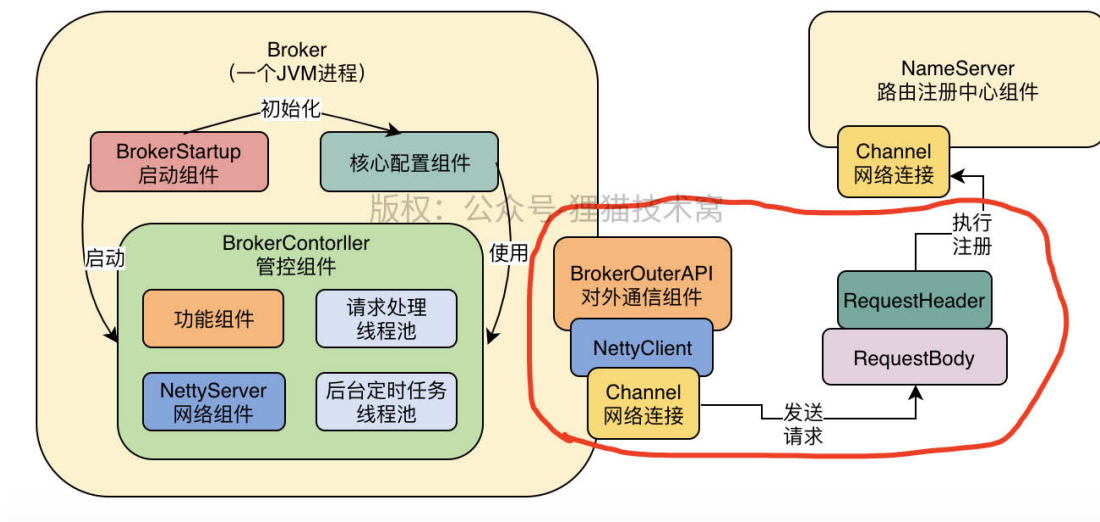 Broker
（一个JVM进程）
初始化
BrokerStartup
启动组件
核心配置组件
启动
使用
BrokerContorller
管控组件
功能组件
请求处理
线程池
NettyServer
网络组件
后台定时任务
线程池
版权：公众号 狸猫技术窝
BrokerOuterAPI
对外通信组件
NettyClient
Channel
网络连接
发送
请求
NameServer
路由注册中心组件
Channel
网络连接
执行
注册
RequestHeader
RequestBody